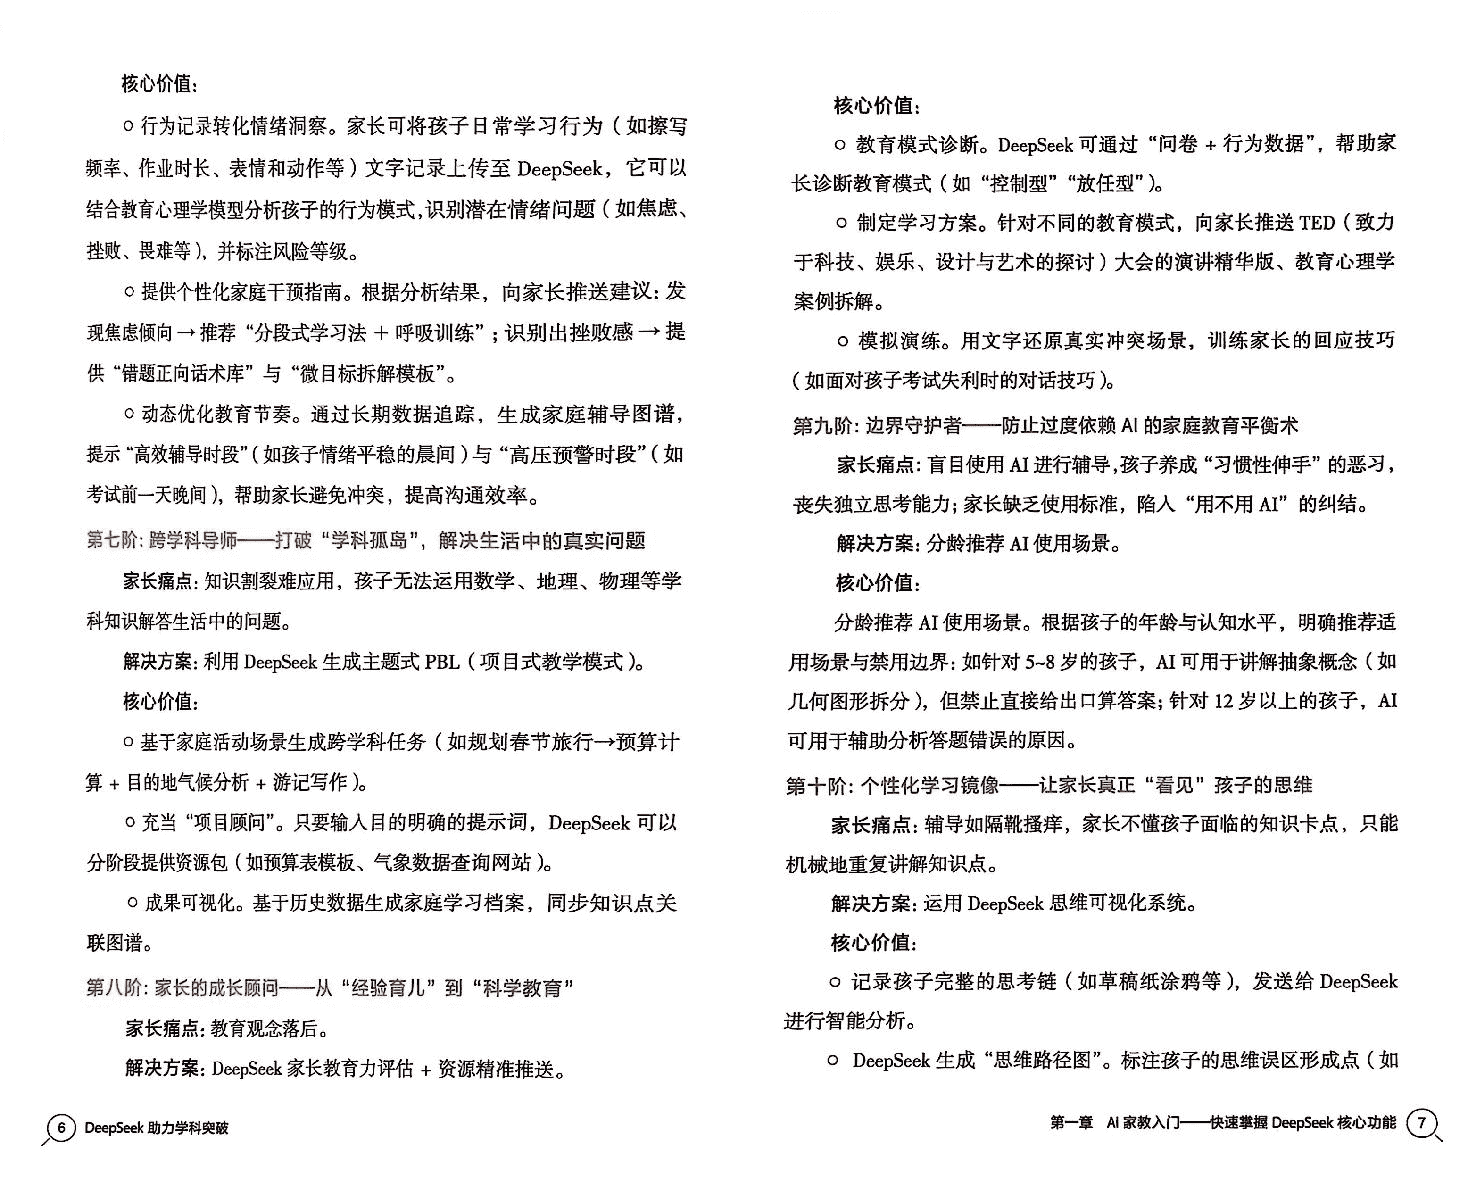 核心价值：
○ 行为记录转化情绪洞察。家长可将孩子日常学习行为（如擦写
频率、作业时长、表情和动作等）文字记录上传至 DeepSeek，它可以
结合教育心理学模型分析孩子的行为模式，识别潜在情绪问题（如焦虑、
挫败、畏难等），并标注风险等级。
○ 提供个性化家庭干预指南。根据分析结果，向家长推送建议：发
现焦虑倾向→推荐“分段式学习法 + 呼吸训练”；识别出挫败感→提
供“错题正向话术库”与“微目标拆解模板”。
○ 动态优化教育节奏。通过长期数据追踪，生成家庭辅导图谱，
提示“高效辅导时段”（如孩子情绪平稳的晨间）与“高压预警时段”（如
考试前一天晚间），帮助家长避免冲突，提高沟通效率。
第七阶：跨学科导师——打破“学科孤岛”，解决生活中的真实问题
家长痛点：知识割裂难应用，孩子无法运用数学、地理、物理等学
科知识解答生活中的问题。
解决方案：利用 DeepSeek 生成主题式 PBL（项目式教学模式）。
核心价值：
○ 基于家庭活动场景生成跨学科任务（如规划春节旅行→预算计
算 + 目的地气候分析 + 游记写作）。
○ 充当“项目顾问”。只要输入目的明确的提示词，DeepSeek 可以
分阶段提供资源包（如预算表模板、气象数据查询网站）。
○ 成果可视化。基于历史数据生成家庭学习档案，同步知识点关
联图谱。
第八阶：家长的成长顾问——从“经验育儿”到“科学教育”
家长痛点：教育观念落后。
解决方案：DeepSeek 家长教育力评估 + 资源精准推送。
6 DeepSeek 助力学科突破
核心价值：
○ 教育模式诊断。DeepSeek 可通过“问卷 + 行为数据”，帮助家
长诊断教育模式（如“控制型”“放任型”）。
○ 制定学习方案。针对不同的教育模式，向家长推送 TED（致力
于科技、娱乐、设计与艺术的探讨）大会的演讲精华版、教育心理学
案例拆解。
○ 模拟演练。用文字还原真实冲突场景，训练家长的回应技巧
（如面对孩子考试失利时的对话技巧）。
第九阶：边界守护者——防止过度依赖 AI 的家庭教育平衡术
家长痛点：盲目使用 AI 进行辅导，孩子养成“习惯性伸手”的恶习，
丧失独立思考能力；家长缺乏使用标准，陷入“用不用 AI”的纠结。
解决方案：分龄推荐 AI 使用场景。
核心价值：
分龄推荐 AI 使用场景。根据孩子的年龄与认知水平，明确推荐适
用场景与禁用边界：如针对 5~8 岁的孩子，AI 可用于讲解抽象概念（如
几何图形拆分），但禁止直接给出口算答案；针对 12 岁以上的孩子，AI
可用于辅助分析答题错误的原因。
第十阶：个性化学习镜像——让家长真正“看见”孩子的思维
家长痛点：辅导如隔靴搔痒，家长不懂孩子面临的知识卡点，只能
机械地重复讲解知识点。
解决方案：运用 DeepSeek 思维可视化系统。
核心价值：
○ 记录孩子完整的思考链（如草稿纸涂鸦等），发送给 DeepSeek
进行智能分析。
○ DeepSeek 生成“思维路径图”。标注孩子的思维误区形成点（如
第一章 AI 家教入门——快速掌握 DeepSeek 核心功能 7